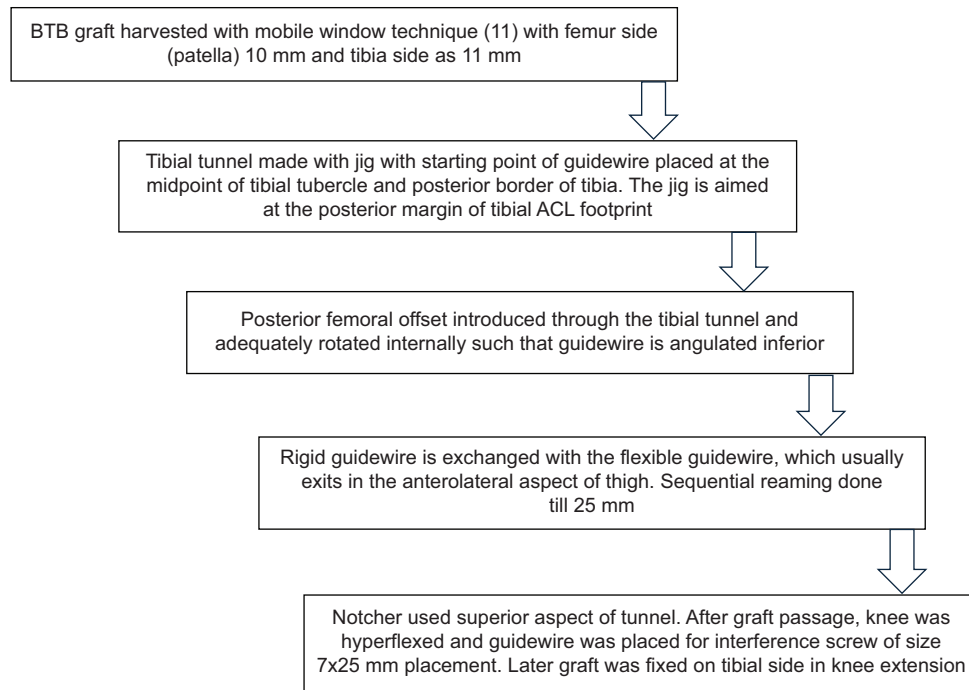 BTB graft harvested with mobile window technique (11) with femur side
(patella) 10 mm and tibia side as 11 mm
Tibial tunnel made with jig with starting point of guidewire placed at the
midpoint of tibial tubercle and posterior border of tibia. The jig is aimed
at the posterior margin of tibial ACL footprint
Posterior femoral offset introduced through the tibial tunnel and
adequately rotated internally such that guidewire is angulated inferior
Rigid guidewire is exchanged with the flexible guidewire, which usually
exits in the anterolateral aspect of thigh. Sequential reaming done
till 25 mm
Notcher used superior aspect of tunnel. After graft passage, knee was
hyperflexed and guidewire was placed for interference screw of size
7x25 mm placement. Later graft was fixed on tibial side in knee extension